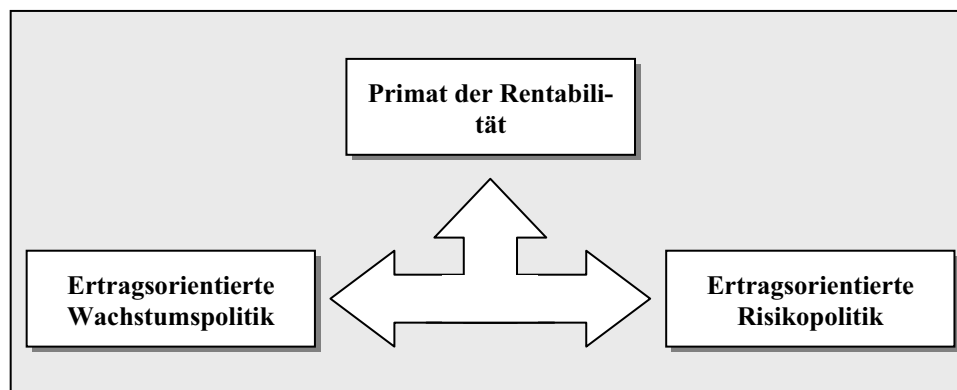 Primat der Rentabili-
tät
Ertragsorientierte
Wachstumspolitik
Ertragsorientierte
Risikopolitik